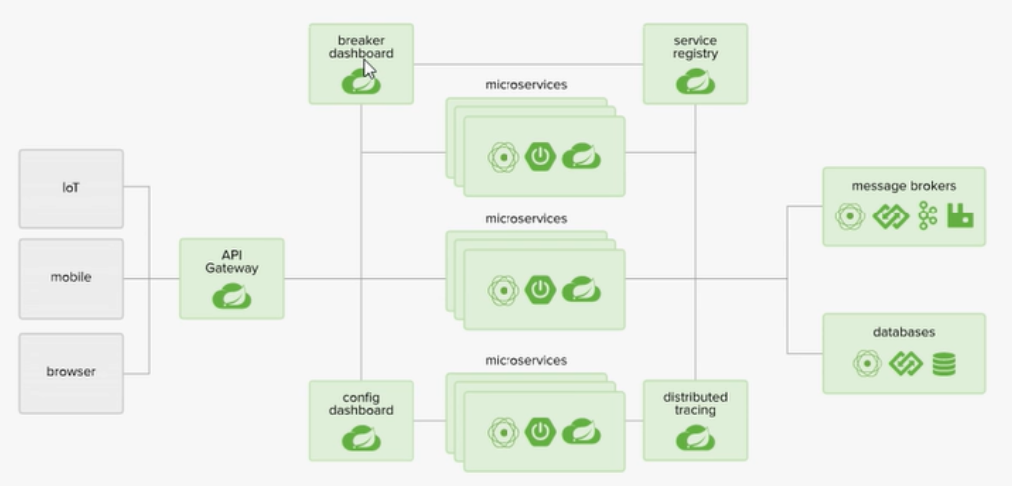 breaker
dashboard
service
registry
microservices
IoT
message brokers
microservices
API
Gateway
mobile
databases
microservices
browser
config
dashboard
distributed
tracing